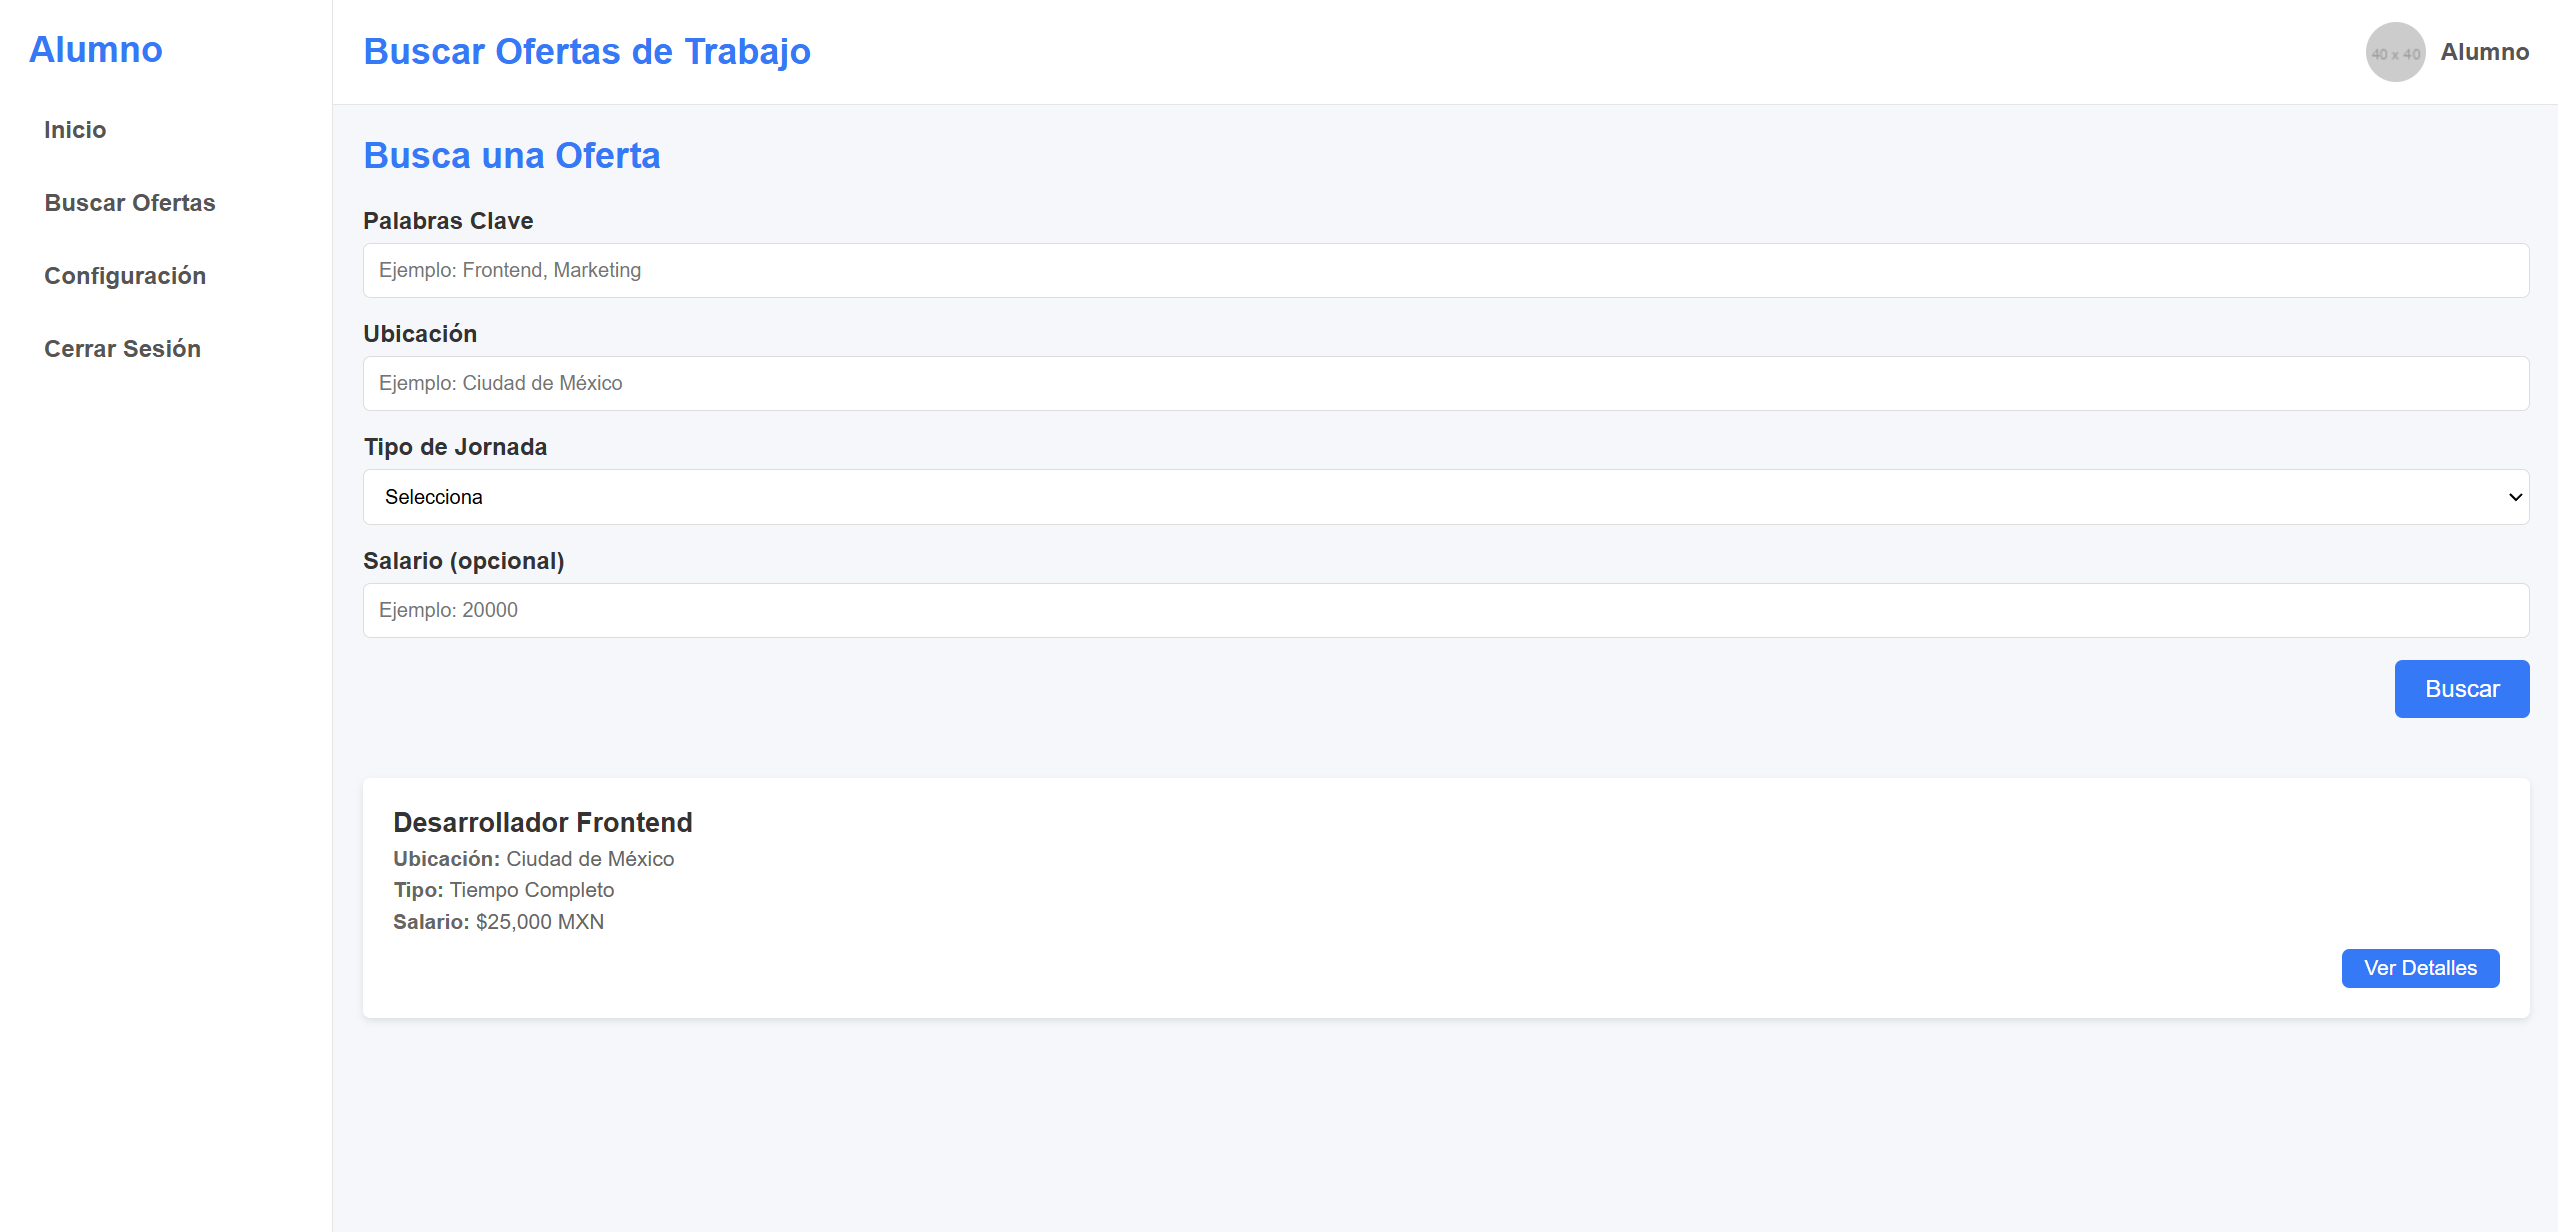 Alumno
Inicio
Buscar Ofertas
Configuración
Cerrar Sesión
Buscar Ofertas de Trabajo
40 x 40
Alumno
Busca una Oferta
Palabras Clave
Ejemplo: Frontend, Marketing
Ubicación
Ejemplo: Ciudad de México
Tipo de Jornada
Selecciona
Salario (opcional)
Ejemplo: 20000
Buscar
Desarrollador Frontend
Ubicación: Ciudad de México
Tipo: Tiempo Completo
Salario: $25,000 MXN
Ver Detalles